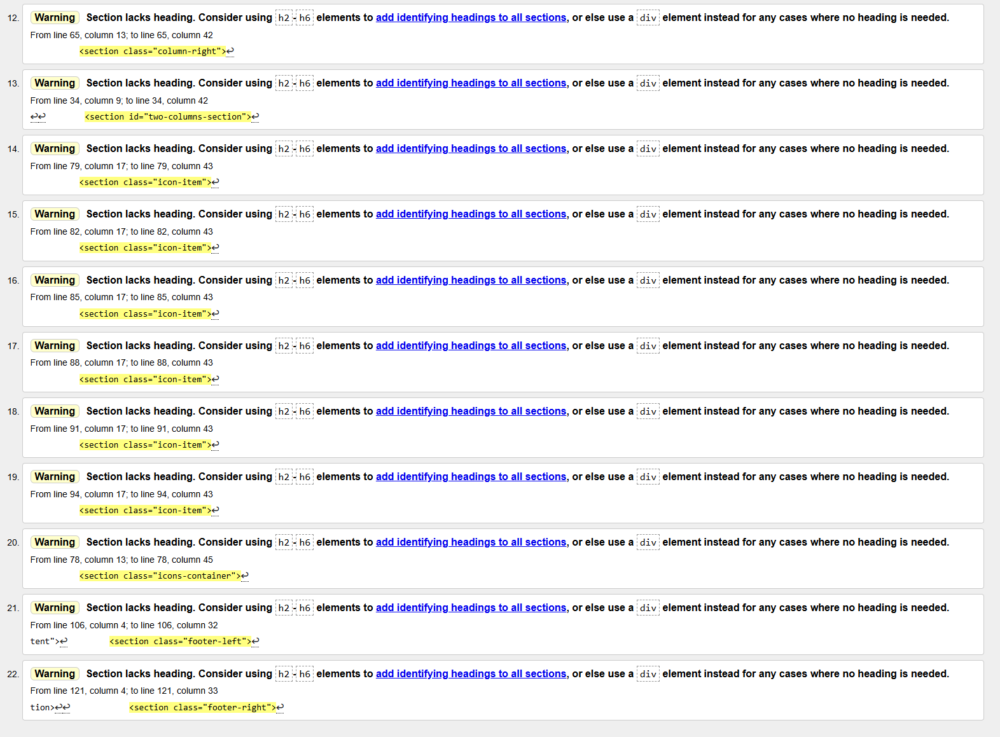 12. Warning Section lacks heading. Consider using h2-h6 elements to add identifying headings to all sections, or else use a div element instead for any cases where no heading is needed.
From line 65, column 13; to line 65, column 42
<section class="column-right">↩
13. Warning Section lacks heading. Consider using h2-h6 elements to add identifying headings to all sections, or else use a div element instead for any cases where no heading is needed.
From line 34, column 9; to line 34, column 42
↩↩ <section id="two-columns-section">↩
14. Warning Section lacks heading. Consider using h2-h6 elements to add identifying headings to all sections, or else use a div element instead for any cases where no heading is needed.
From line 79, column 17; to line 79, column 43
<section class="icon-item">↩
15. Warning Section lacks heading. Consider using h2-h6 elements to add identifying headings to all sections, or else use a div element instead for any cases where no heading is needed.
From line 82, column 17; to line 82, column 43
<section class="icon-item">↩
16. Warning Section lacks heading. Consider using h2-h6 elements to add identifying headings to all sections, or else use a div element instead for any cases where no heading is needed.
From line 85, column 17; to line 85, column 43
<section class="icon-item">↩
17. Warning Section lacks heading. Consider using h2-h6 elements to add identifying headings to all sections, or else use a div element instead for any cases where no heading is needed.
From line 88, column 17; to line 88, column 43
<section class="icon-item">↩
18. Warning Section lacks heading. Consider using h2-h6 elements to add identifying headings to all sections, or else use a div element instead for any cases where no heading is needed.
From line 91, column 17; to line 91, column 43
<section class="icon-item">↩
19. Warning Section lacks heading. Consider using h2-h6 elements to add identifying headings to all sections, or else use a div element instead for any cases where no heading is needed.
From line 94, column 17; to line 94, column 43
<section class="icon-item">↩
20. Warning Section lacks heading. Consider using h2-h6 elements to add identifying headings to all sections, or else use a div element instead for any cases where no heading is needed.
From line 78, column 13; to line 78, column 45
<section class="icons-container">↩
21. Warning Section lacks heading. Consider using h2-h6 elements to add identifying headings to all sections, or else use a div element instead for any cases where no heading is needed.
From line 106, column 4; to line 106, column 32
tent">↩ <section class="footer-left">↩
22. Warning Section lacks heading. Consider using h2-h6 elements to add identifying headings to all sections, or else use a div element instead for any cases where no heading is needed.
From line 121, column 4; to line 121, column 33
tion>↩↩ <section class="footer-right">↩